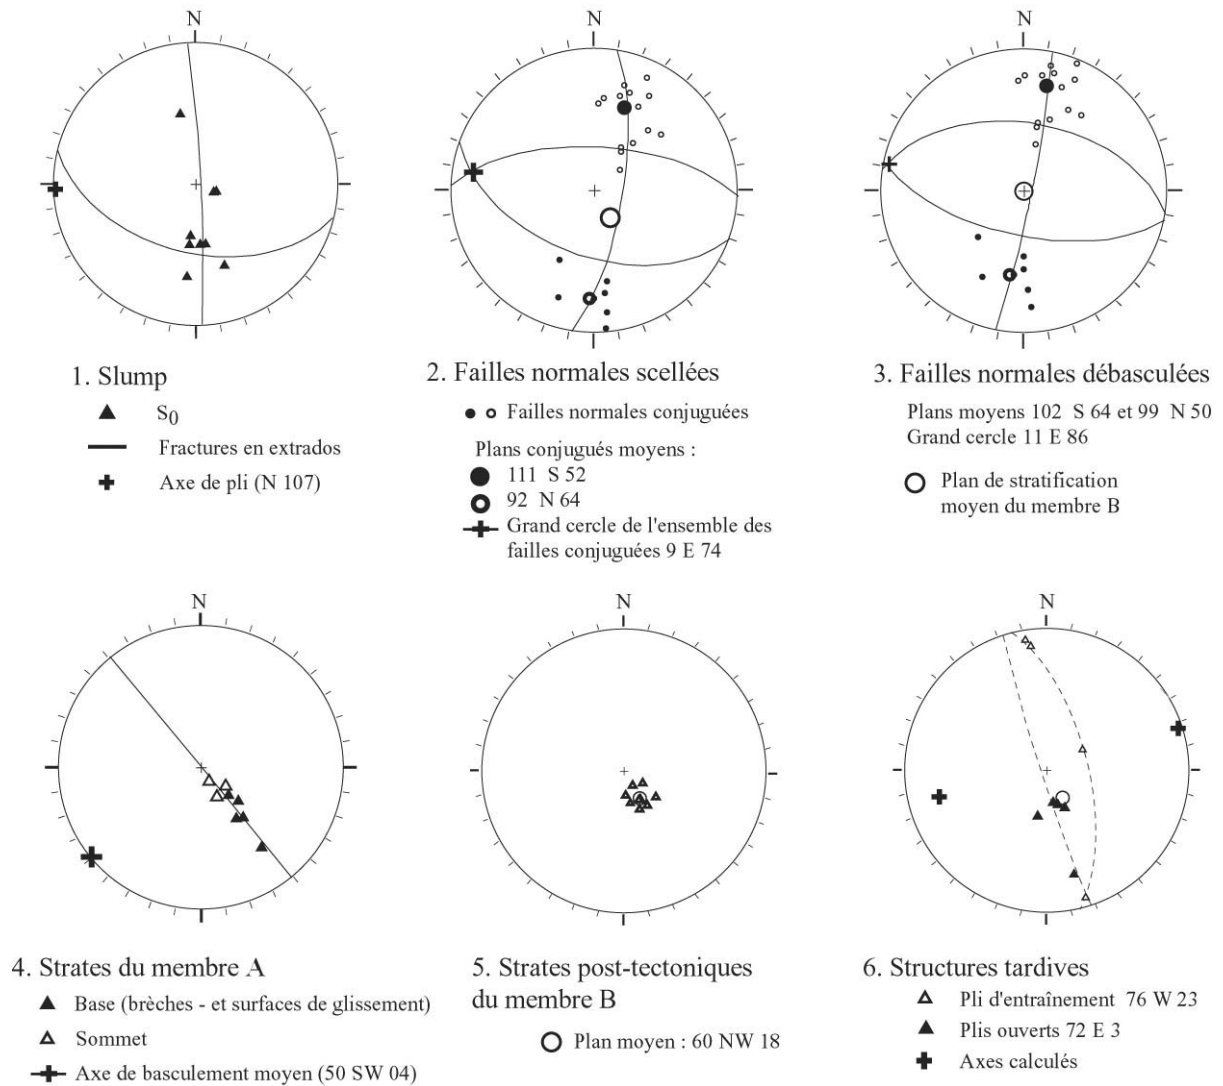 N
N
N
1. Slump
S0
Fractures en extrados
Axe de pli (N 107)
2. Failles normales scellées
Failles normales conjuguées
Plans conjugués moyens :
111 S 52
92 N 64
Grand cercle de l'ensemble des
failles conjuguées 9 E 74
3. Failles normales débasculées
Plans moyens 102 S 64 et 99 N 50
Grand cercle 11 E 86
Plan de stratification
moyen du membre B
N
N
N
4. Strates du membre A
Base (brèches - et surfaces de glissement)
Sommet
Axe de basculement moyen (50 SW 04)
5. Strates post-tectoniques
du membre B
Plan moyen : 60 NW 18
6. Structures tardives
Pli d'entraînement 76 W 23
Plis ouverts 72 E 3
Axes calculés